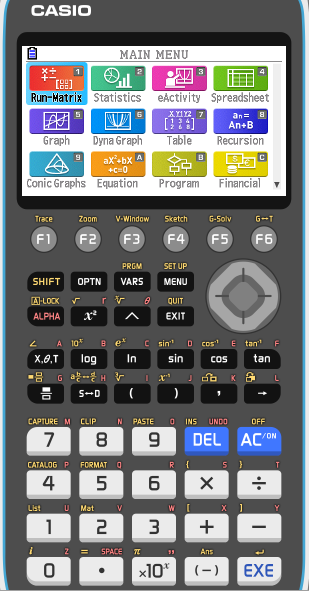 CASIO
MAIN MENU
1 2 3 4
Run-Matrix Statistics eActivity Spreadsheet
5 6 7 8
XYYZ an= An+B
Graph Dyna Graph Table Recursion
9 A B C
aX²+bX +c=0
Conic Graphs Equation Program Financial
Trace Zoom V-Window Sketch G-Solv G↔T
F1 F2 F3 F4 F5 F6
PRGM SET UP
SHIFT OPTN VARS MENU
A-LOCK √ r ∛ θ QUIT
ALPHA x² ^ EXIT
∠ A 10ˣ B eˣ C sin⁻¹ D cos⁻¹ E tan⁻¹ F
X,θ,T log ln sin cos tan
G H ∛ I x⁻¹ J K L
S↔D ( ) , →
CAPTURE M CLIP N PASTE O INS UNDO OFF
7 8 9 DEL AC/ON
CATALOG P FORMAT Q R { S } T
4 5 6 × ÷
List U Mat V W [ X ] Y
1 2 3 + −
i Z = SPACE π " Ans ↵
0 . ×10ˣ (−) EXE